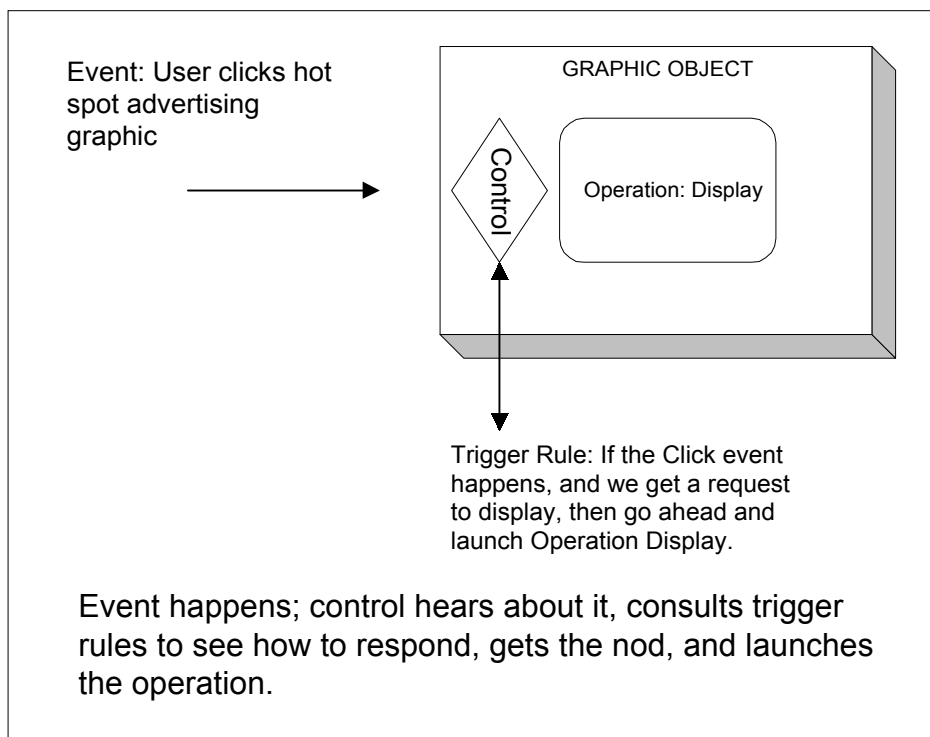 Event: User clicks hot
spot advertising
graphic
GRAPHIC OBJECT
Control
Operation: Display
Trigger Rule: If the Click event
happens, and we get a request
to display, then go ahead and
launch Operation Display.
Event happens; control hears about it, consults trigger
rules to see how to respond, gets the nod, and launches
the operation.